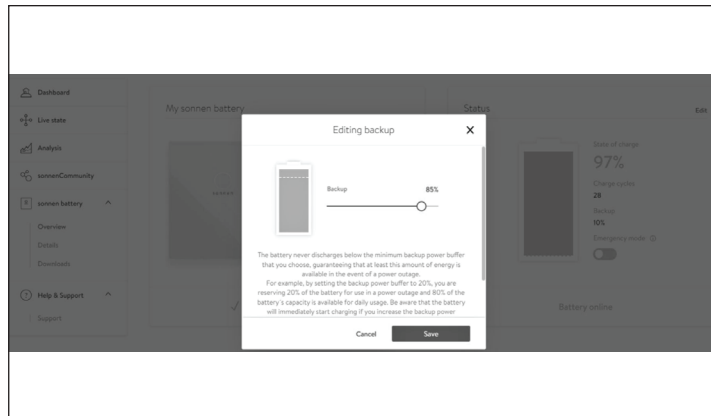 Dashboard
Live state
Analysis
sonnenCommunity
sonnen battery
Overview
Details
Downloads
Help & Support
Support
My sonnen battery
sonnen
Status
Edit
State of charge
97%
Charge cycles
28
Backup
10%
Emergency mode
Battery online
Editing backup
X
Backup
85%
The battery never discharges below the minimum backup power buffer
that you choose, guaranteeing that at least this amount of energy is
available in the event of a power outage.
For example, by setting the backup power buffer to 20%, you are
reserving 20% of the battery for use in a power outage and 80% of the
battery's capacity is available for daily usage. Be aware that the battery
will immediately start charging if you increase the backup power
Cancel
Save